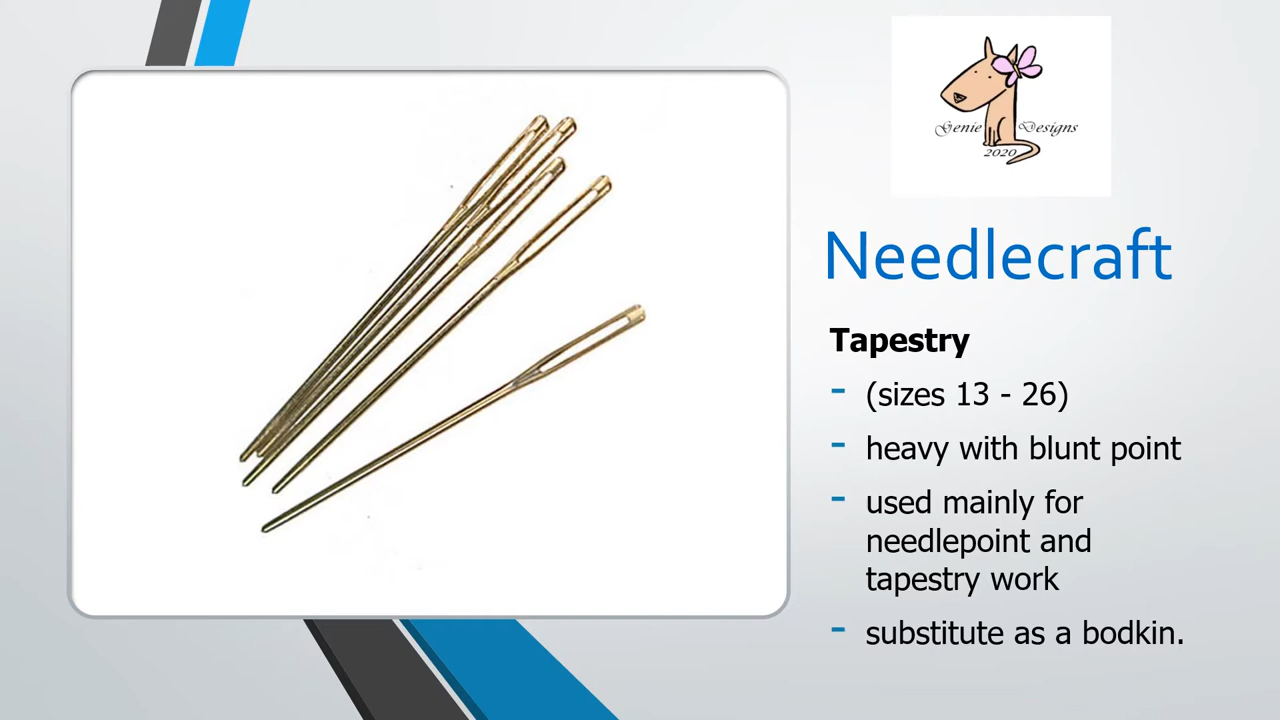 Genie Designs
2020
Needlecraft
Tapestry
- (sizes 13 - 26)
- heavy with blunt point
- used mainly for
needlepoint and
tapestry work
- substitute as a bodkin.